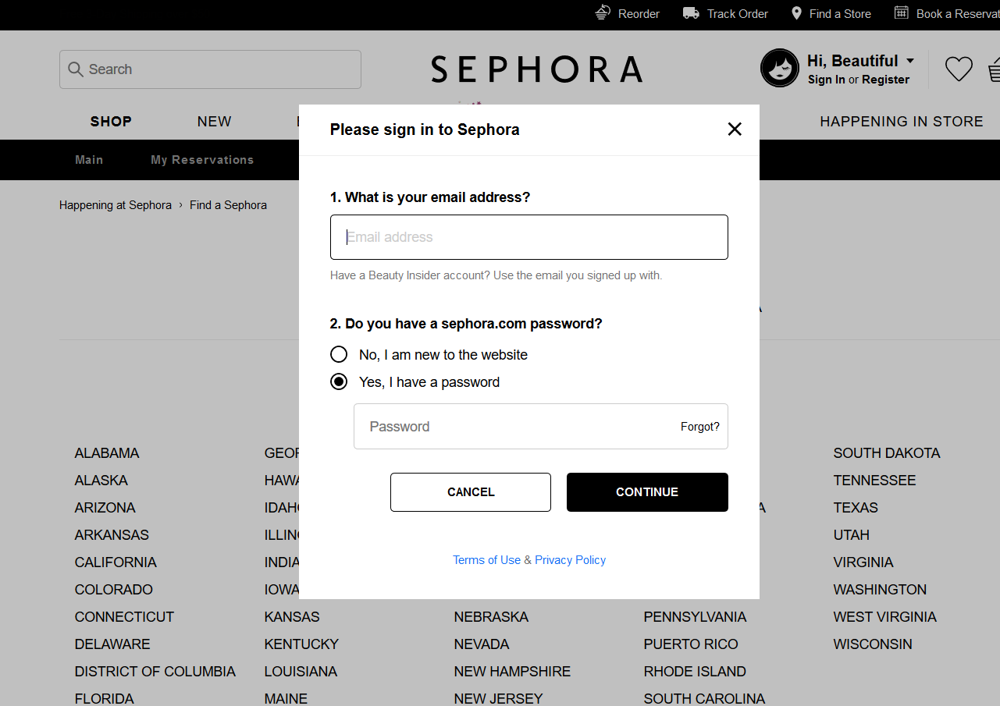 Reorder
Track Order
Find a Store
Book a Reservat
Search
SEPHORA
Hi, Beautiful
Sign In or Register
SHOP
NEW
HAPPENING IN STORE
Main
My Reservations
Happening at Sephora › Find a Sephora
Please sign in to Sephora
1. What is your email address?
Email address
Have a Beauty Insider account? Use the email you signed up with.
2. Do you have a sephora.com password?
No, I am new to the website
Yes, I have a password
Password
Forgot?
CANCEL
CONTINUE
Terms of Use & Privacy Policy
ALABAMA
ALASKA
ARIZONA
ARKANSAS
CALIFORNIA
COLORADO
CONNECTICUT
DELAWARE
DISTRICT OF COLUMBIA
FLORIDA
GEOR
HAWA
IDAHO
ILLIN
INDIA
IOWA
KANSAS
KENTUCKY
LOUISIANA
MAINE
NEBRASKA
NEVADA
NEW HAMPSHIRE
NEW JERSEY
PENNSYLVANIA
PUERTO RICO
RHODE ISLAND
SOUTH CAROLINA
SOUTH DAKOTA
TENNESSEE
TEXAS
UTAH
VIRGINIA
WASHINGTON
WEST VIRGINIA
WISCONSIN